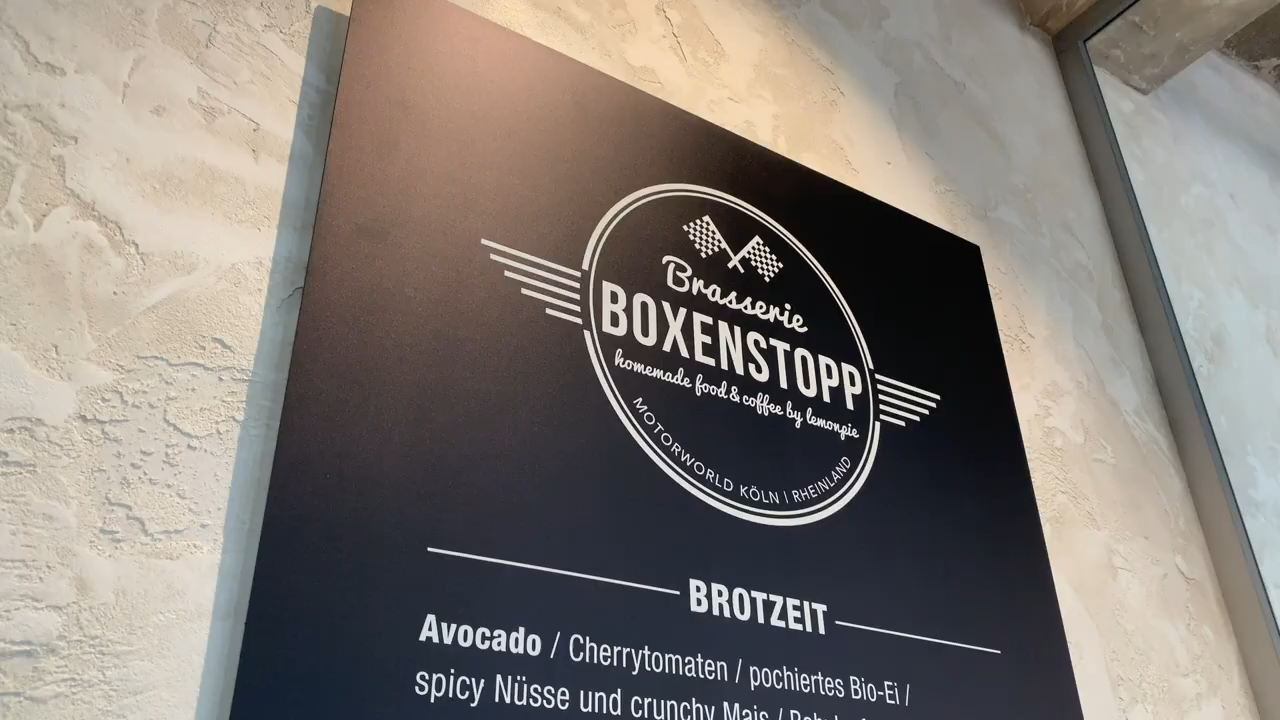 Brasserie
BOXENSTOPP
homemade food & coffee by lemonpie
MOTORWORLD KÖLN | RHEINLAND
BROTZEIT
Avocado / Cherrytomaten / pochiertes Bio-Ei /
spicy Nüsse und crunchy Mais /